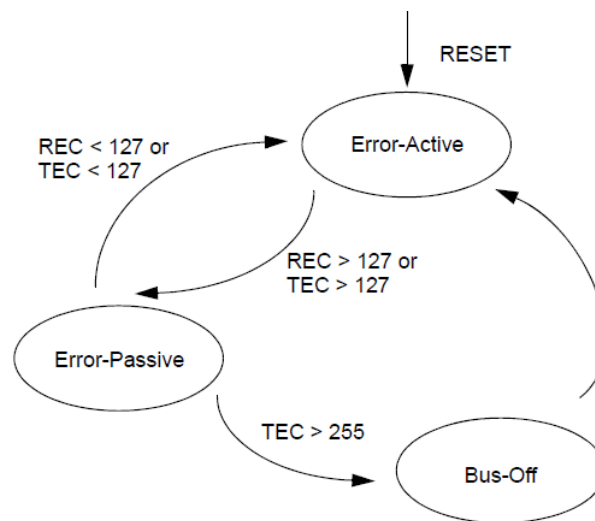 RESET
Error-Active
REC < 127 or
TEC < 127
REC > 127 or
TEC > 127
Error-Passive
TEC > 255
Bus-Off